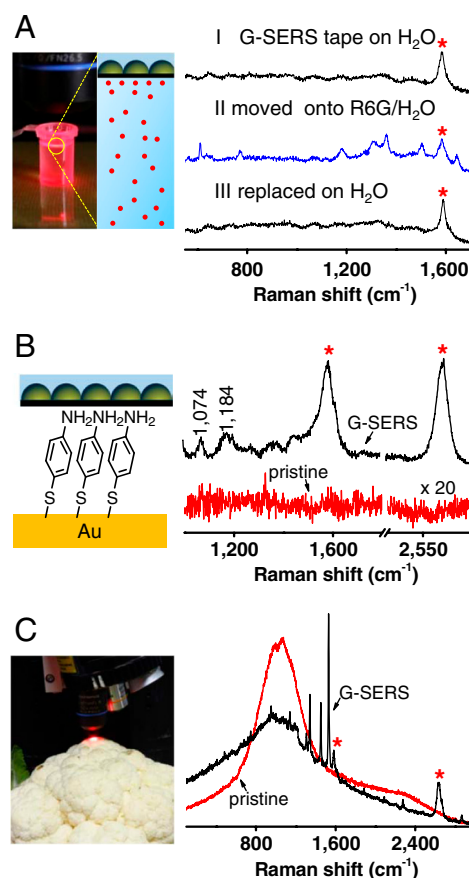 A
/FN26.5
I G-SERS tape on H₂O
*
II moved onto R6G/H₂O
*
III replaced on H₂O
*
800 1,200 1,600
Raman shift (cm⁻¹)
B
NH₂NH₂NH₂
S S S
Au
* *
1,074
1,184
G-SERS
pristine
x 20
1,200 1,600 2,550
Raman shift (cm⁻¹)
C
G-SERS
* *
pristine
800 1,600 2,400
Raman shift (cm⁻¹)